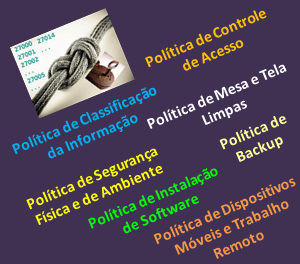 27000 27014
27001 ...
27002
...
27005
...
Política de Controle
de Acesso
Política de Classificação
da Informação
Política de Mesa e Tela
Limpas
Política de
Backup
Política de Segurança
Física e de Ambiente
Política de Instalação
de Software
Política de Dispositivos
Móveis e Trabalho
Remoto